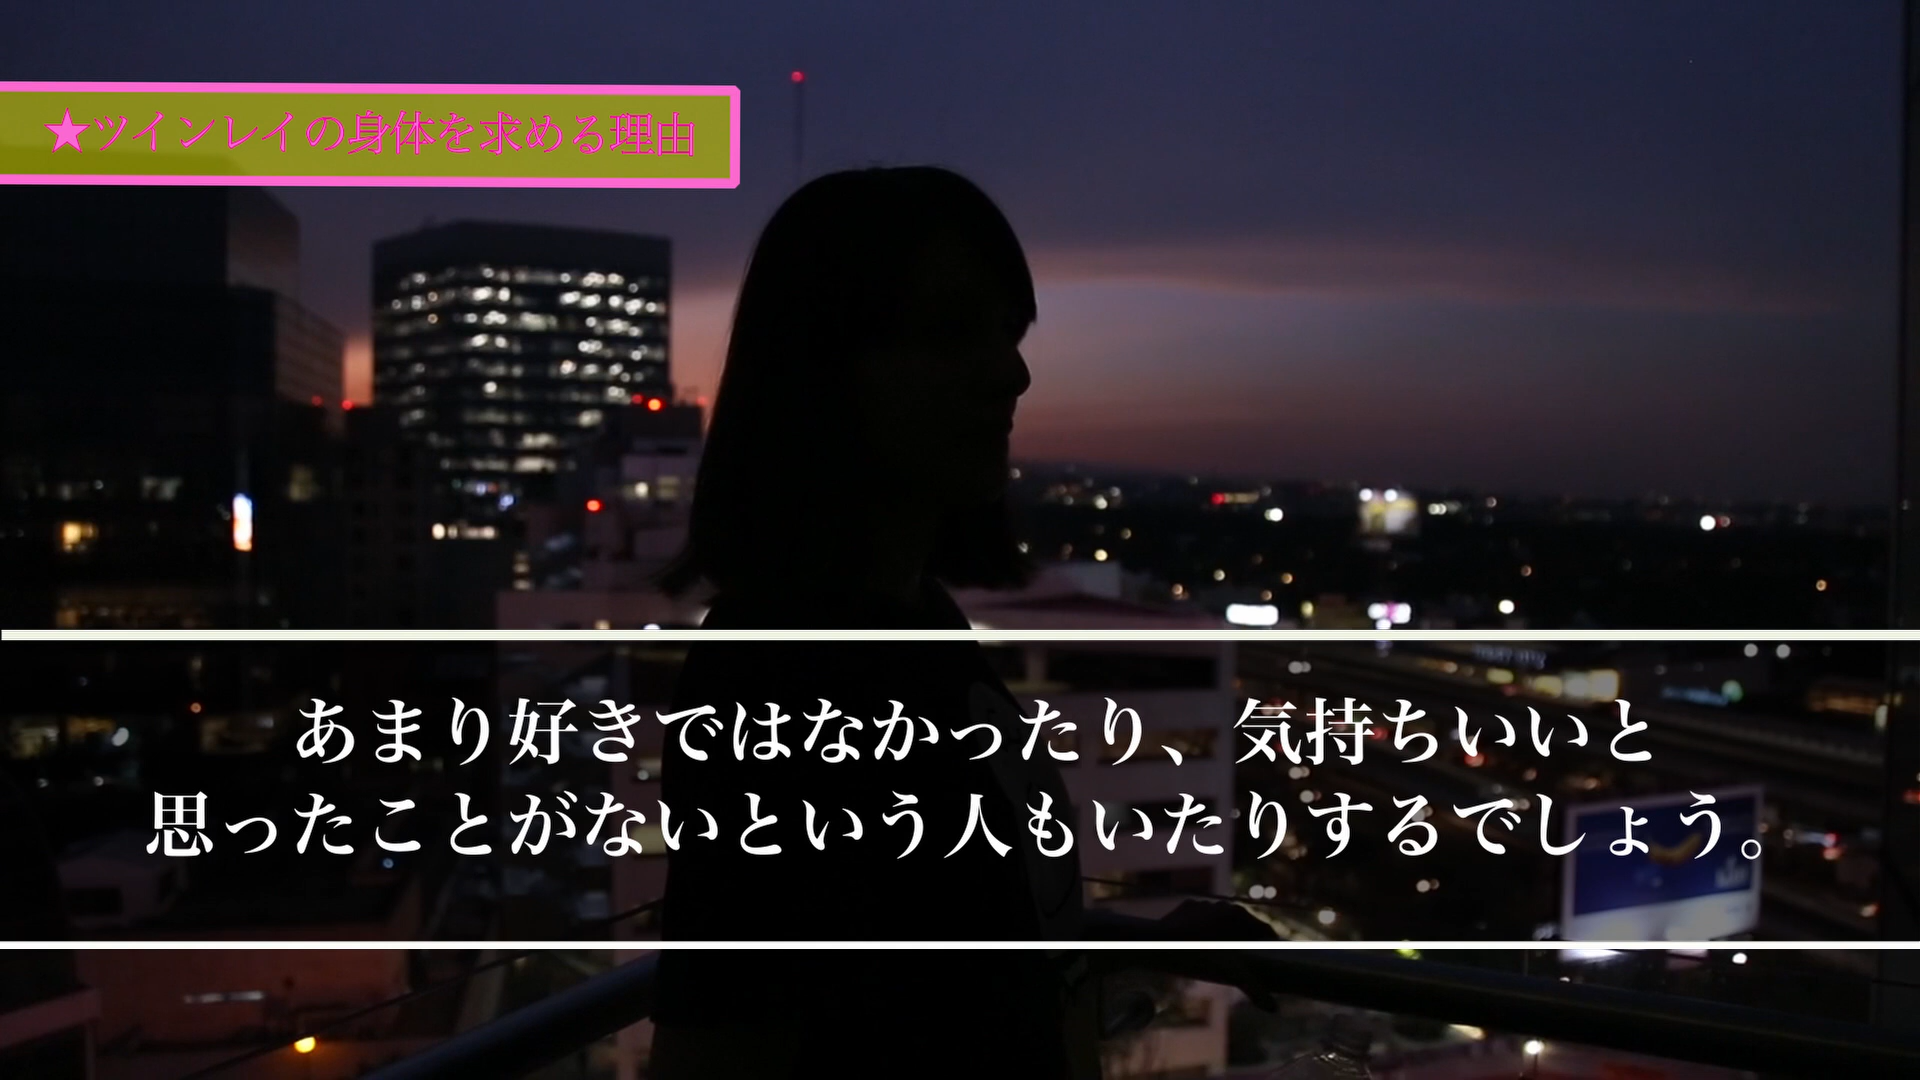 ★ツインレイの身体を求める理由
あまり好きではなかったり、気持ちいいと
思ったことがないという人もいたりするでしょう。